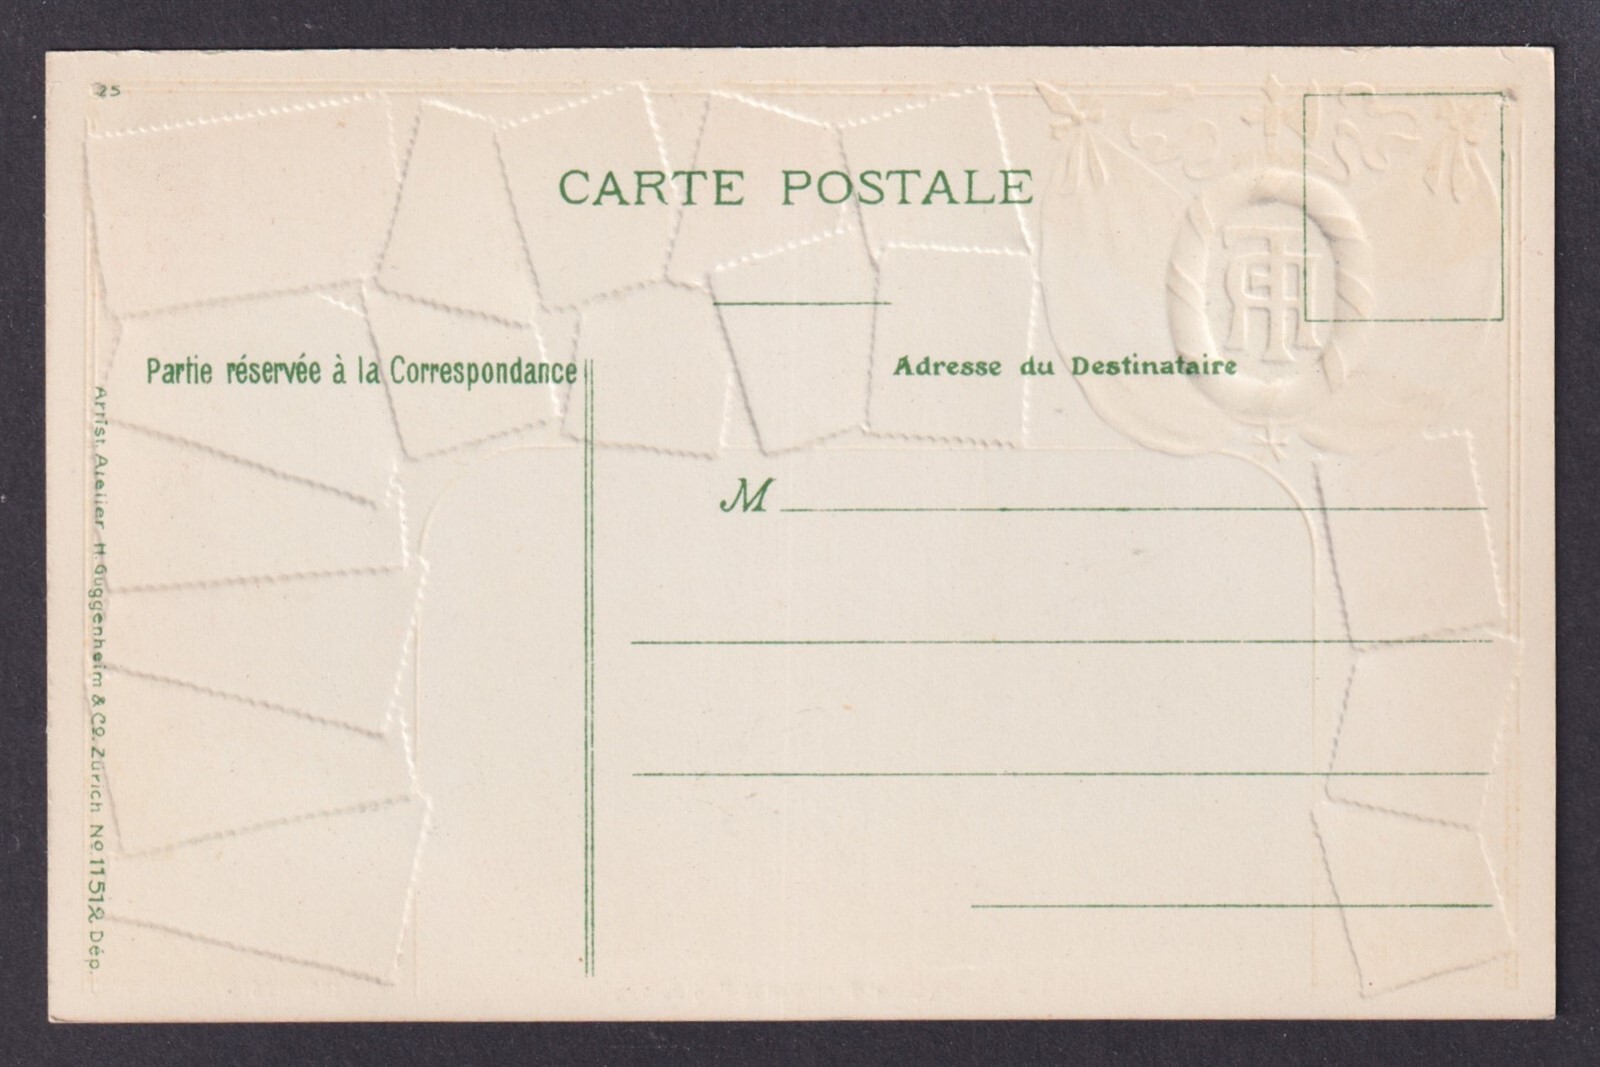 25
CARTE POSTALE
Partie réservée à la Correspondance
Adresse du Destinataire
M
Artist. Atelier H. Guggenheim & Co. Zürich No. 11512 Dép.